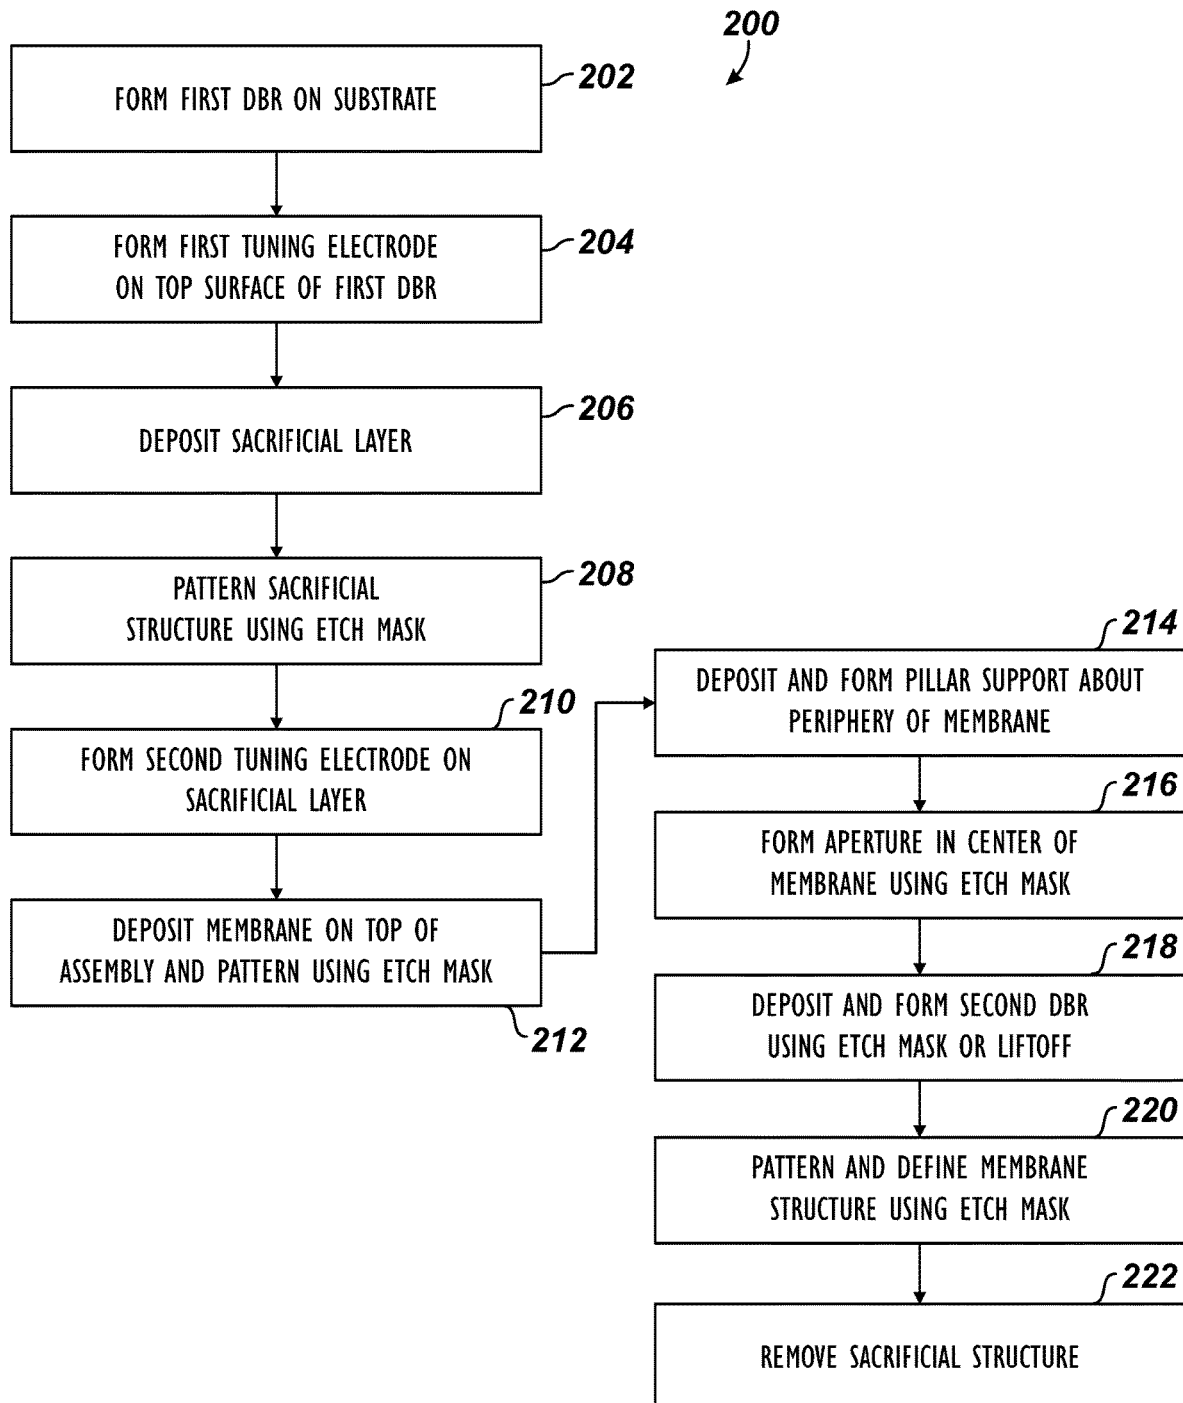 200
202
FORM FIRST DBR ON SUBSTRATE
204
FORM FIRST TUNING ELECTRODE
ON TOP SURFACE OF FIRST DBR
206
DEPOSIT SACRIFICIAL LAYER
208
PATTERN SACRIFICIAL
STRUCTURE USING ETCH MASK
210
FORM SECOND TUNING ELECTRODE ON
SACRIFICIAL LAYER
DEPOSIT MEMBRANE ON TOP OF
ASSEMBLY AND PATTERN USING ETCH MASK
212
214
DEPOSIT AND FORM PILLAR SUPPORT ABOUT
PERIPHERY OF MEMBRANE
216
FORM APERTURE IN CENTER OF
MEMBRANE USING ETCH MASK
218
DEPOSIT AND FORM SECOND DBR
USING ETCH MASK OR LIFTOFF
220
PATTERN AND DEFINE MEMBRANE
STRUCTURE USING ETCH MASK
222
REMOVE SACRIFICIAL STRUCTURE